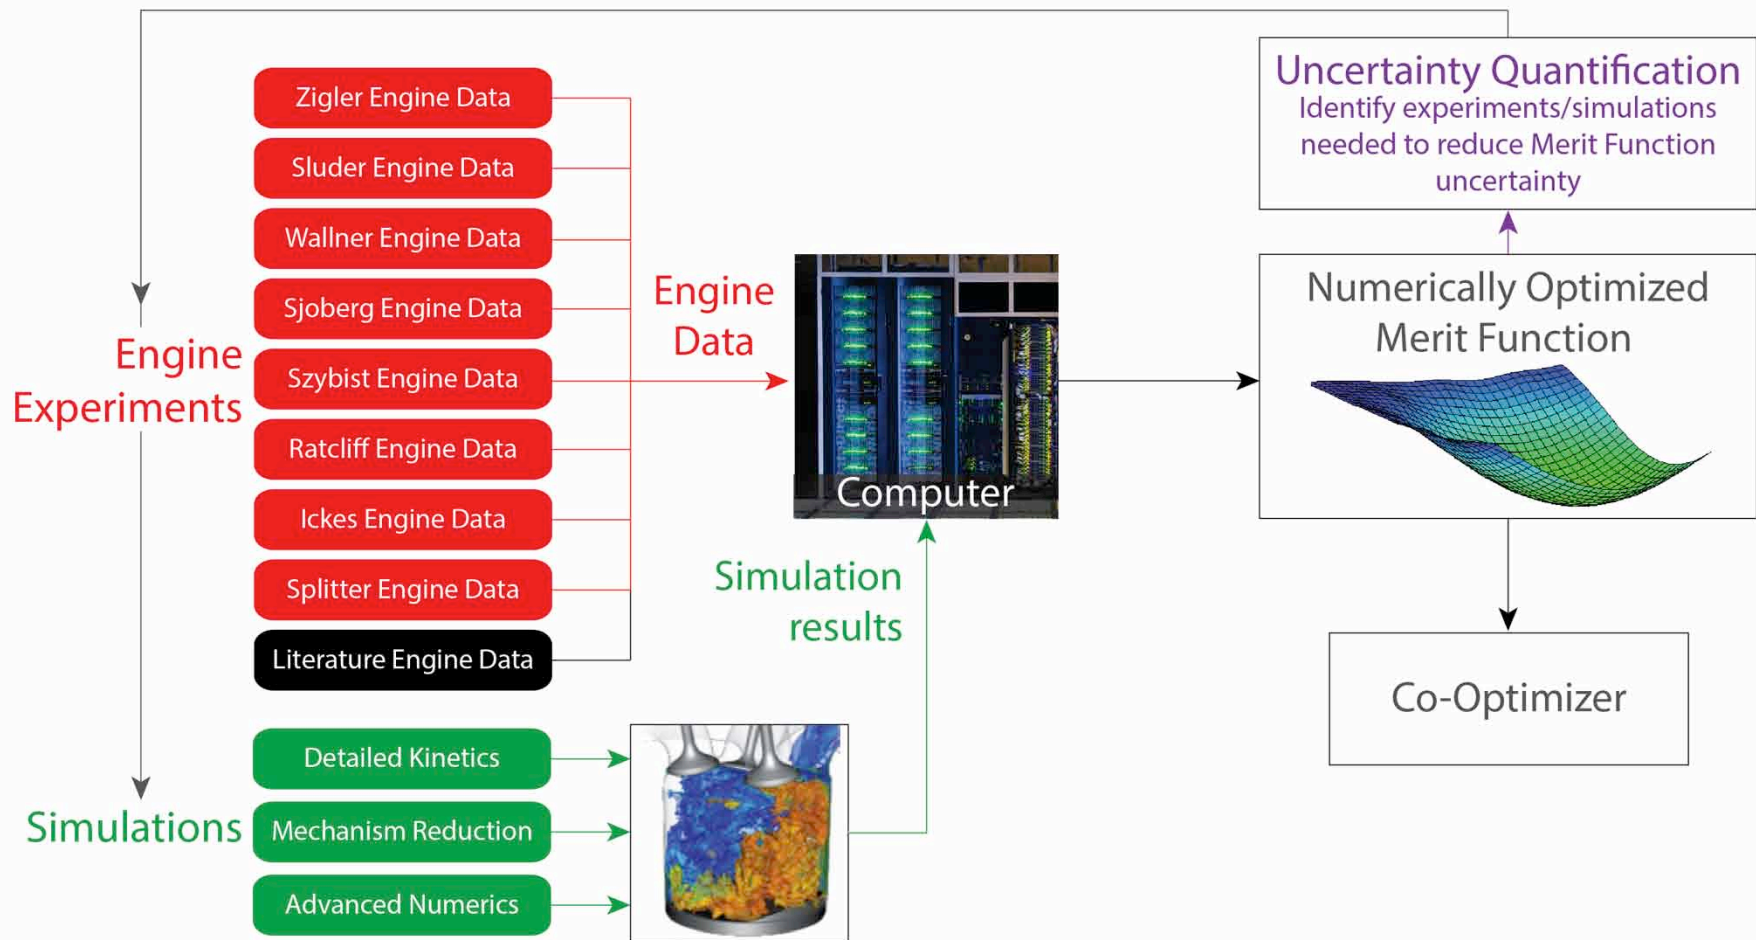 Uncertainty Quantification
Identify experiments/simulations
needed to reduce Merit Function
uncertainty
Zigler Engine Data
Sluder Engine Data
Wallner Engine Data
Sjoberg Engine Data
Szybist Engine Data
Ratcliff Engine Data
Ickes Engine Data
Splitter Engine Data
Literature Engine Data
Engine
Experiments
Engine
Data
Computer
Numerically Optimized
Merit Function
Simulation
results
Co-Optimizer
Simulations
Detailed Kinetics
Mechanism Reduction
Advanced Numerics